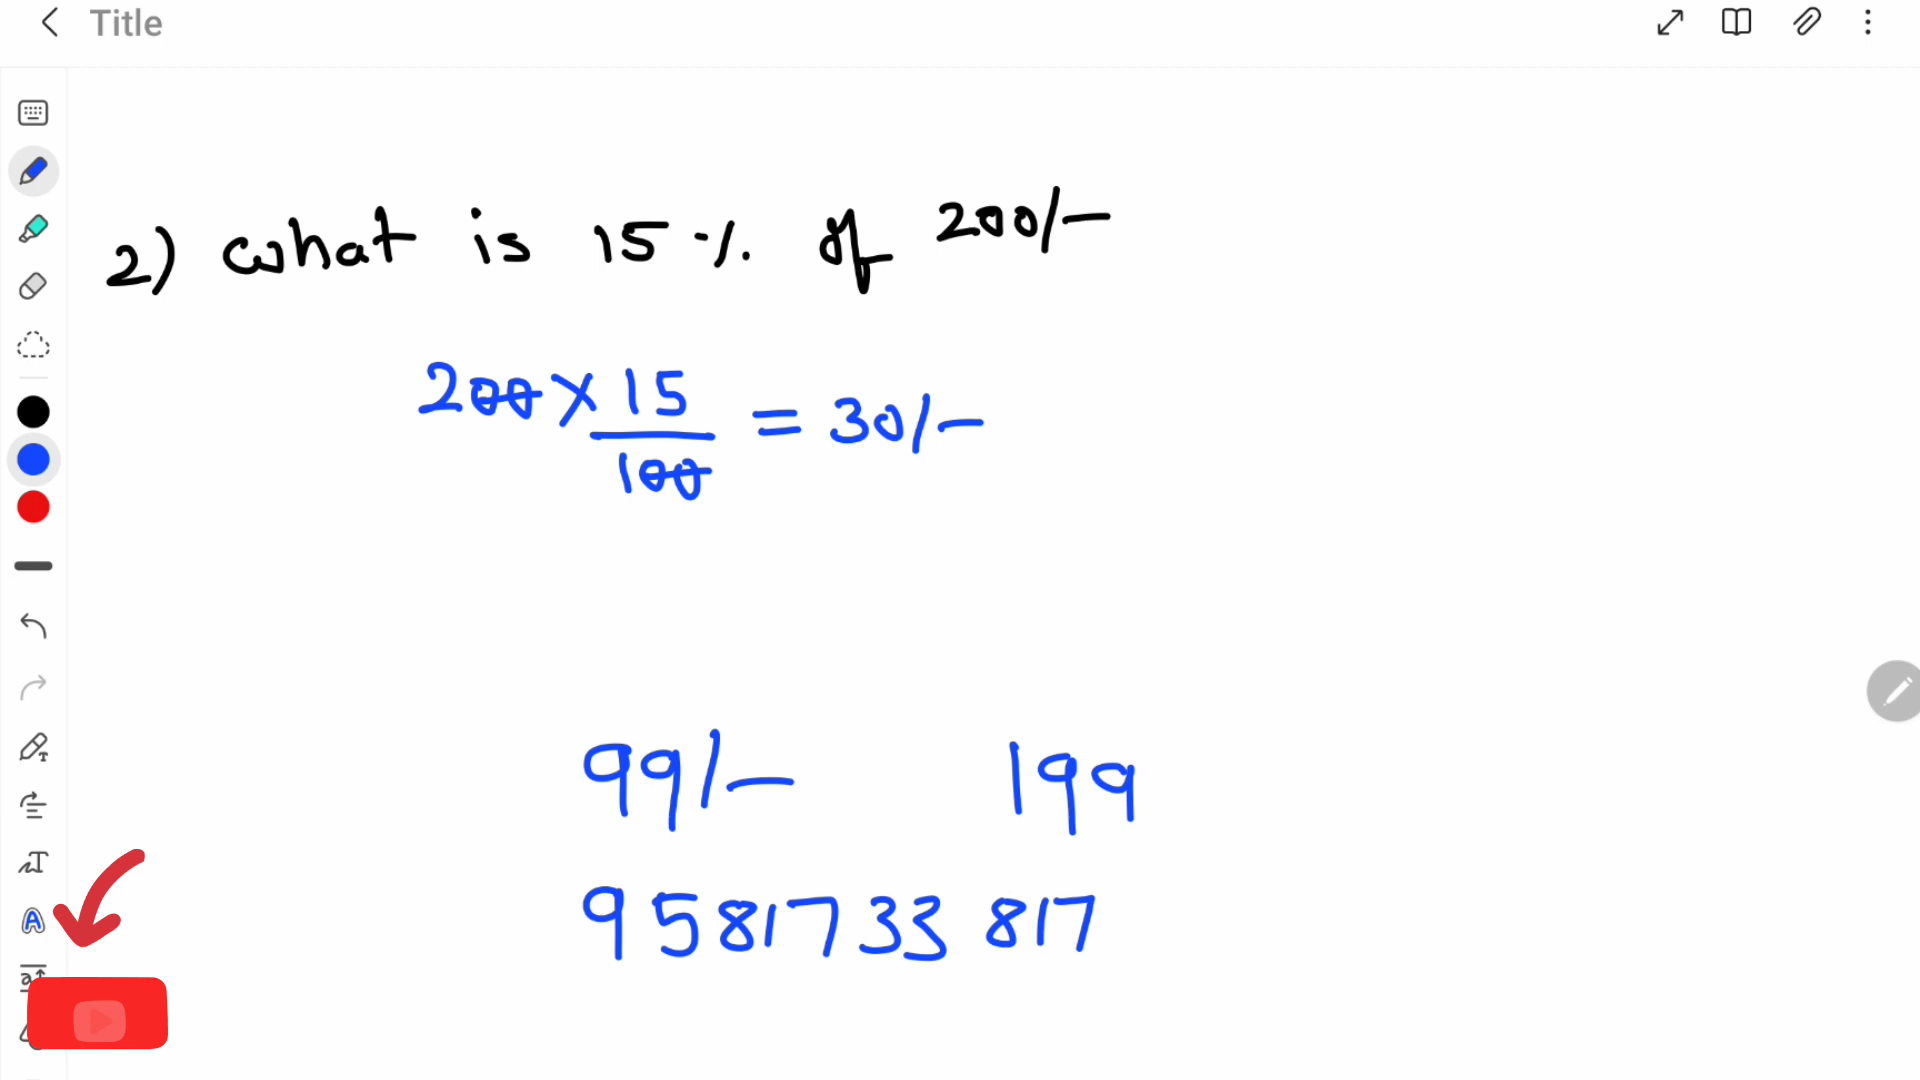 Title
2) What is 15 % of 200/-
200 × 15/100 = 30/-
99/- 199
9581733817